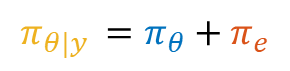 π_{θ|y} = π_θ + π_e